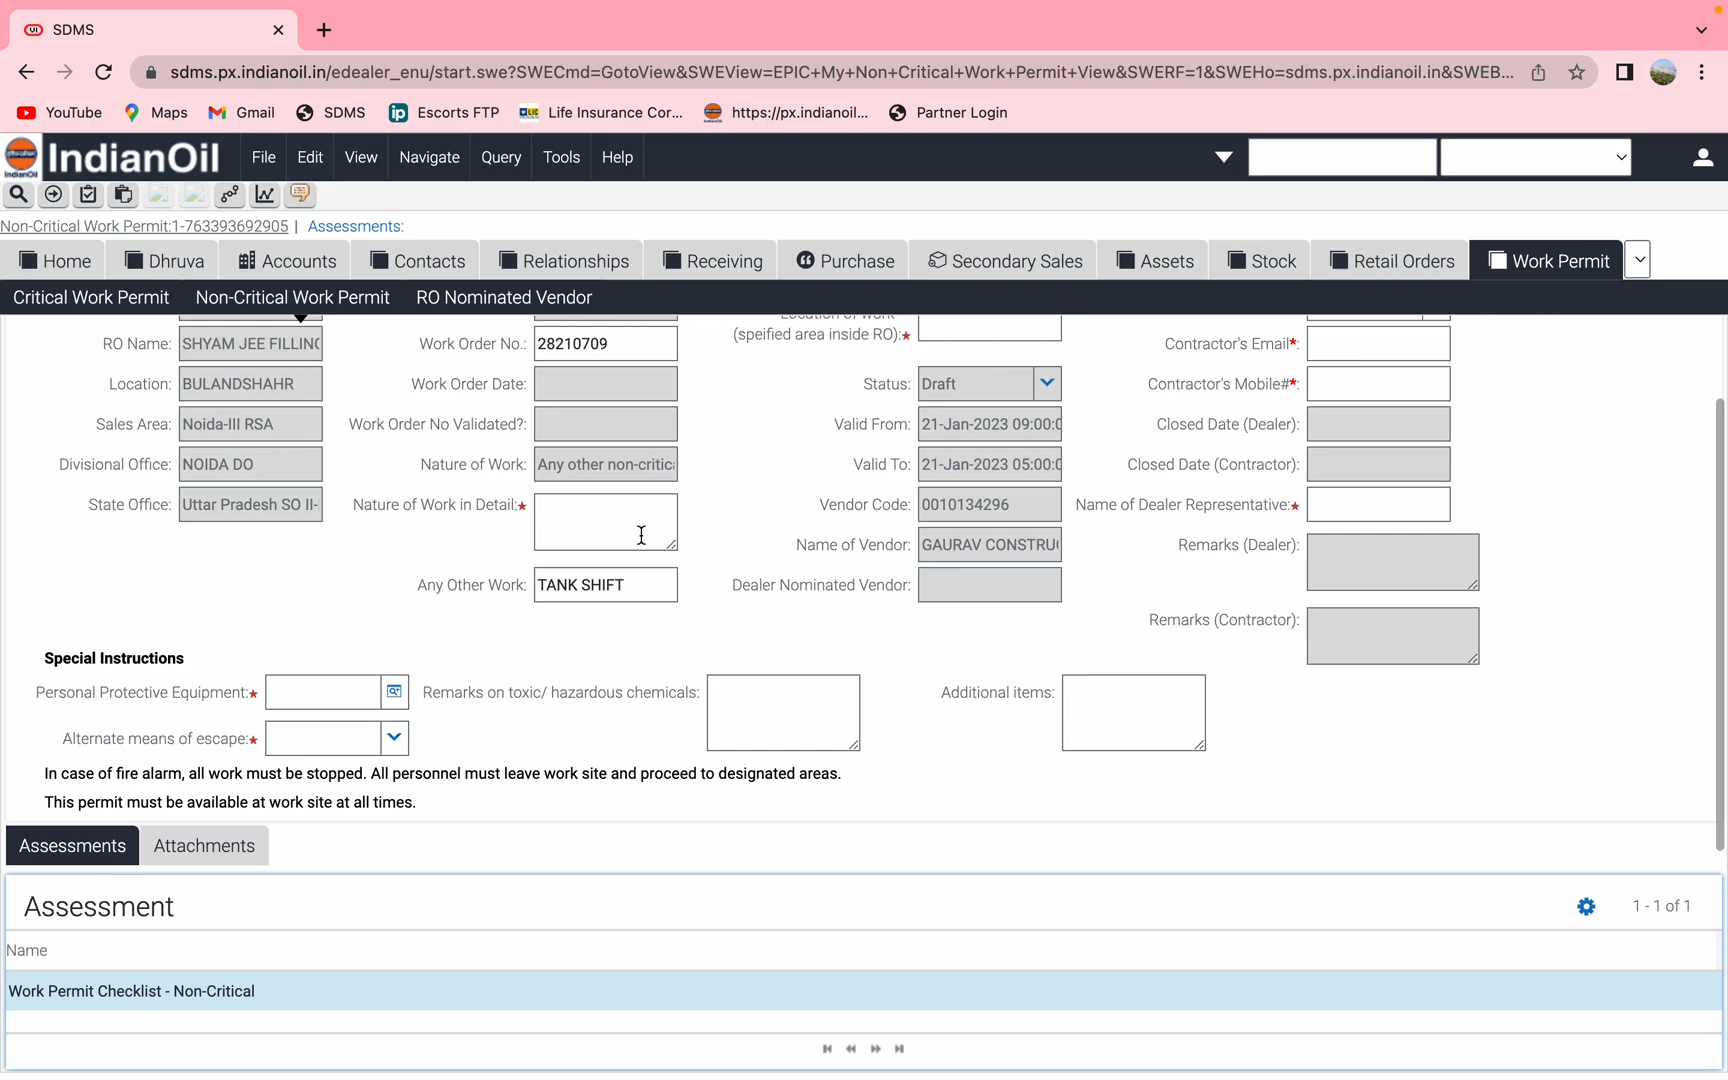 SDMS
sdms.px.indianoil.in/edealer_enu/start.swe?SWECmd=GotoView&SWEView=EPIC+My+Non+Critical+Work+Permit+View&SWERF=1&SWEHo=sdms.px.indianoil.in&SWEB...
YouTube Maps Gmail SDMS Escorts FTP Life Insurance Cor... https://px.indianoil... Partner Login
IndianOil File Edit View Navigate Query Tools Help
Non-Critical Work Permit:1-763393692905 | Assessments:
Home Dhruva Accounts Contacts Relationships Receiving Purchase Secondary Sales Assets Stock Retail Orders Work Permit
Critical Work Permit Non-Critical Work Permit RO Nominated Vendor
(speified area inside RO):*
RO Name: SHYAM JEE FILLING Work Order No.: 28210709 Contractor's Email*:
Location: BULANDSHAHR Work Order Date: Status: Draft Contractor's Mobile#*:
Sales Area: Noida-III RSA Work Order No Validated?: Valid From: 21-Jan-2023 09:00:0 Closed Date (Dealer):
Divisional Office: NOIDA DO Nature of Work: Any other non-critic Valid To: 21-Jan-2023 05:00:0 Closed Date (Contractor):
State Office: Uttar Pradesh SO II- Nature of Work in Detail:* Vendor Code: 0010134296 Name of Dealer Representative:*
Name of Vendor: GAURAV CONSTRU Remarks (Dealer):
Any Other Work: TANK SHIFT Dealer Nominated Vendor:
Remarks (Contractor):
Special Instructions
Personal Protective Equipment:* Remarks on toxic/ hazardous chemicals: Additional items:
Alternate means of escape:*
In case of fire alarm, all work must be stopped. All personnel must leave work site and proceed to designated areas.
This permit must be available at work site at all times.
Assessments Attachments
Assessment 1 - 1 of 1
Name
Work Permit Checklist - Non-Critical